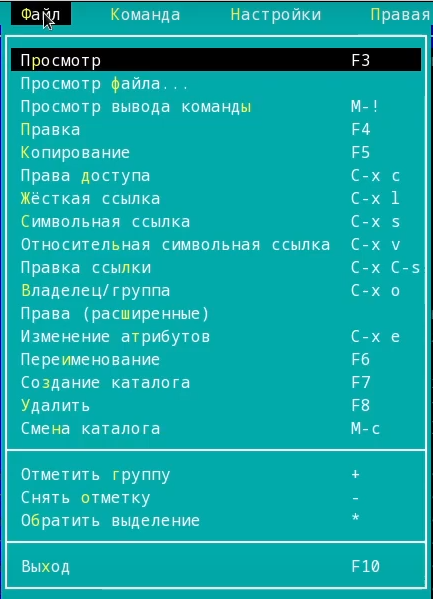 Файл Команда Настройки Правая
Просмотр F3
Просмотр файла...
Просмотр вывода команды M-!
Правка F4
Копирование F5
Права доступа C-x c
Жёсткая ссылка C-x l
Символьная ссылка C-x s
Относительная символьная ссылка C-x v
Правка ссылки C-x C-s
Владелец/группа C-x o
Права (расширенные)
Изменение атрибутов C-x e
Переименование F6
Создание каталога F7
Удалить F8
Смена каталога M-c
Отметить группу +
Снять отметку -
Обратить выделение *
Выход F10